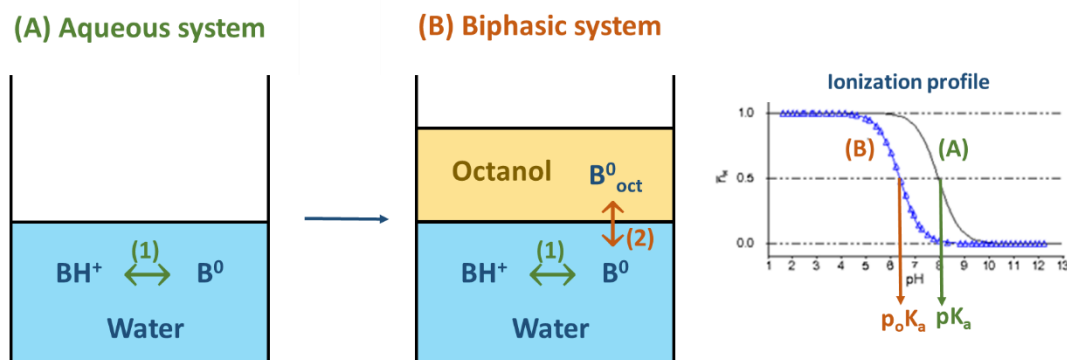 (A) Aqueous system
(B) Biphasic system
BH⁺ (1) B⁰
Water
Octanol B⁰oct
(2)
BH⁺ (1) B⁰
Water
Ionization profile
1.0
0.5
0.0
(B) (A)
1 2 3 4 5 6 7 8 9 10 11 12 13
pH
pₒKₐ pKₐ